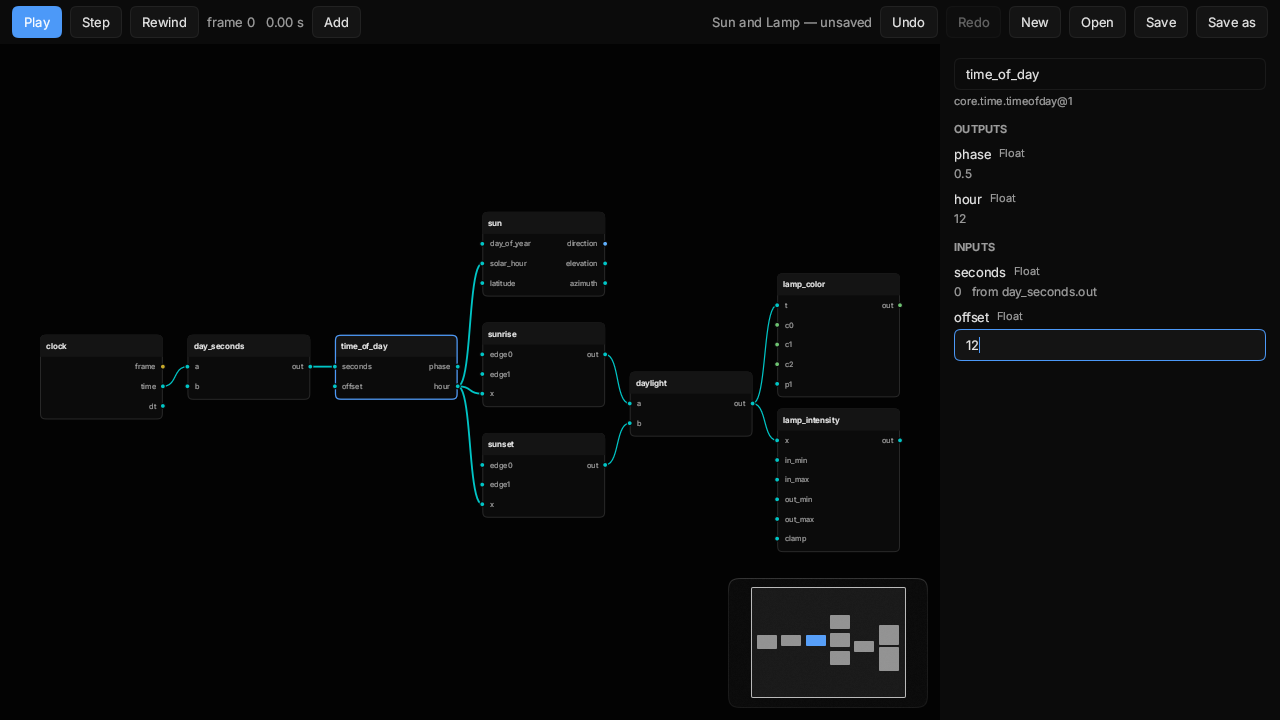 Play Step Rewind frame 0 0.00 s Add Sun and Lamp — unsaved Undo Redo New Open Save Save as
time_of_day
core.time.timeofday@1
OUTPUTS
phase Float
0.5
hour Float
12
INPUTS
seconds Float
0 from day_seconds.out
offset Float
12
clock
frame
time
dt
day_seconds
a out
b
time_of_day
seconds phase
offset hour
sun
day_of_year direction
solar_hour elevation
latitude azimuth
sunrise
edge0 out
edge1
x
sunset
edge0 out
edge1
x
daylight
a out
b
lamp_color
t out
c0
c1
c2
p1
lamp_intensity
x out
in_min
in_max
out_min
out_max
clamp